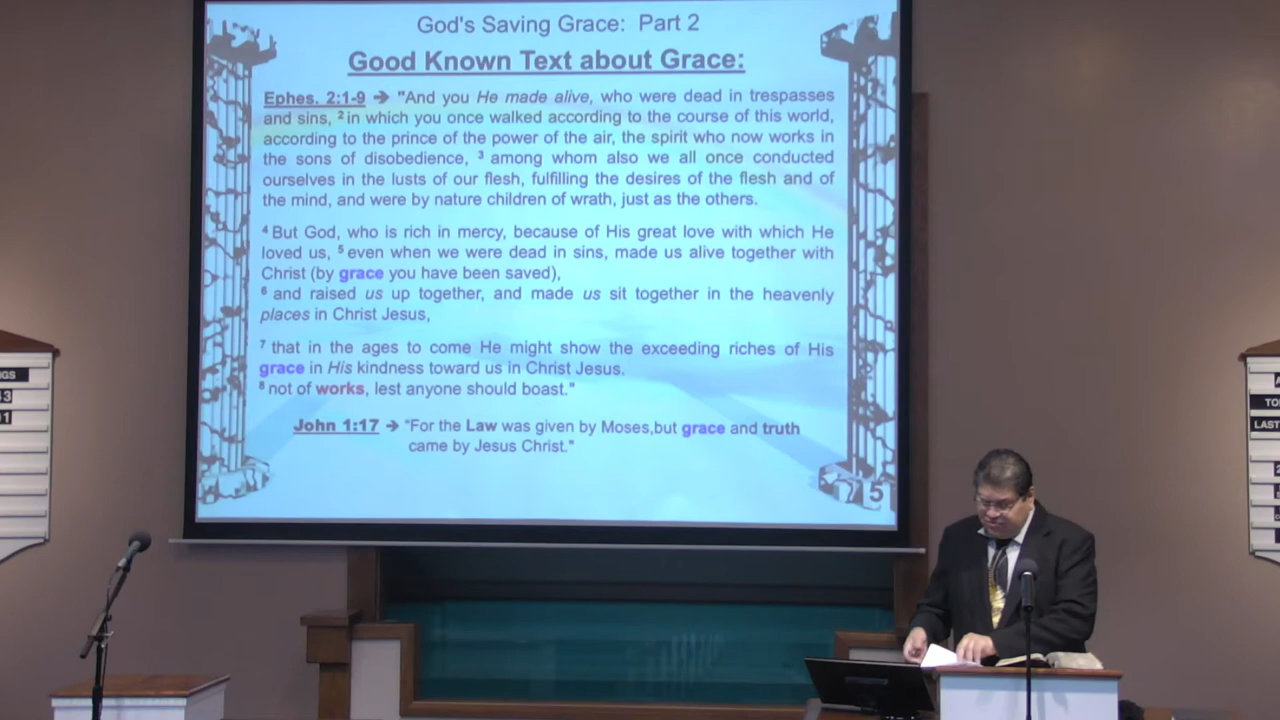 God's Saving Grace: Part 2
Good Known Text about Grace:
Ephes. 2:1-9 → "And you He made alive, who were dead in trespasses
and sins, 2 in which you once walked according to the course of this world,
according to the prince of the power of the air, the spirit who now works in
the sons of disobedience, 3 among whom also we all once conducted
ourselves in the lusts of our flesh, fulfilling the desires of the flesh and of
the mind, and were by nature children of wrath, just as the others.
4 But God, who is rich in mercy, because of His great love with which He
loved us, 5 even when we were dead in sins, made us alive together with
Christ (by grace you have been saved),
6 and raised us up together, and made us sit together in the heavenly
places in Christ Jesus,
7 that in the ages to come He might show the exceeding riches of His
grace in His kindness toward us in Christ Jesus.
8 not of works, lest anyone should boast."
John 1:17 → "For the Law was given by Moses,but grace and truth
came by Jesus Christ."
5
GS
3
1
TO
LAST